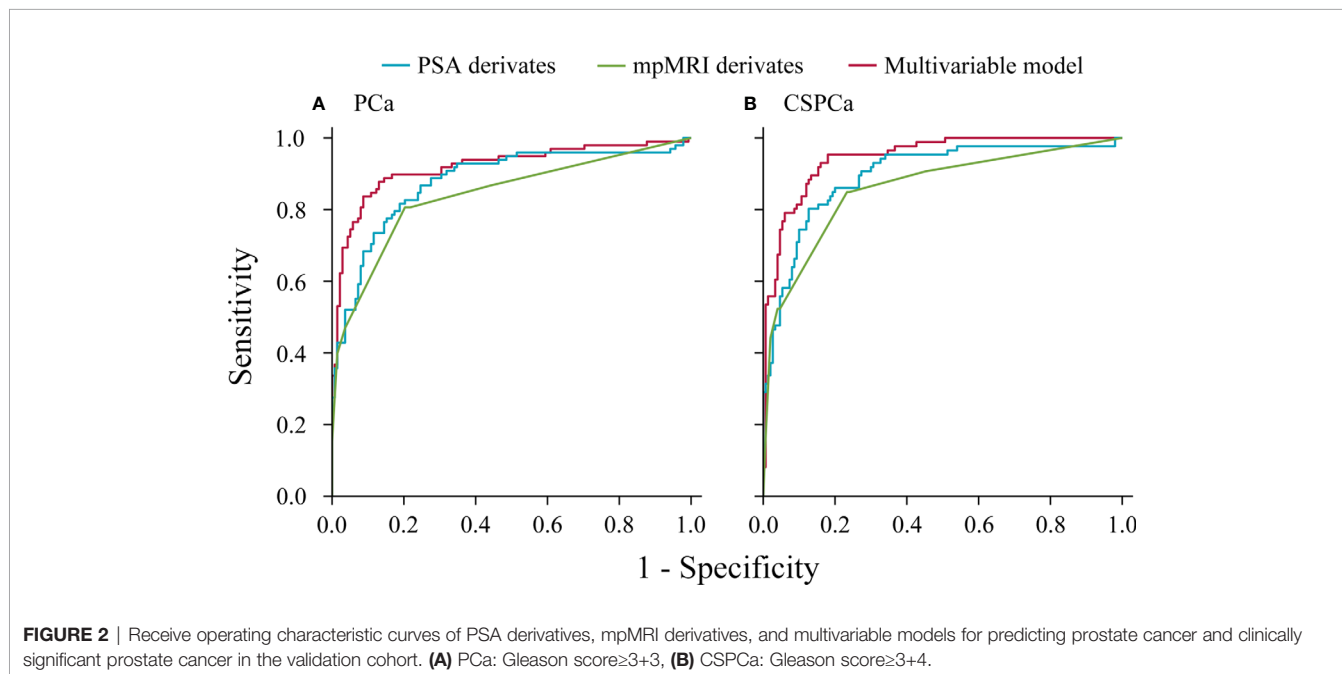 PSA derivates mpMRI derivates Multivariable model
A PCa
B CSPCa
Sensitivity
1.0
0.8
0.6
0.4
0.2
0.0
0.0 0.2 0.4 0.6 0.8 1.0
0.0 0.2 0.4 0.6 0.8 1.0
1 - Specificity
FIGURE 2 | Receive operating characteristic curves of PSA derivatives, mpMRI derivatives, and multivariable models for predicting prostate cancer and clinically
significant prostate cancer in the validation cohort. (A) PCa: Gleason score≥3+3, (B) CSPCa: Gleason score≥3+4.